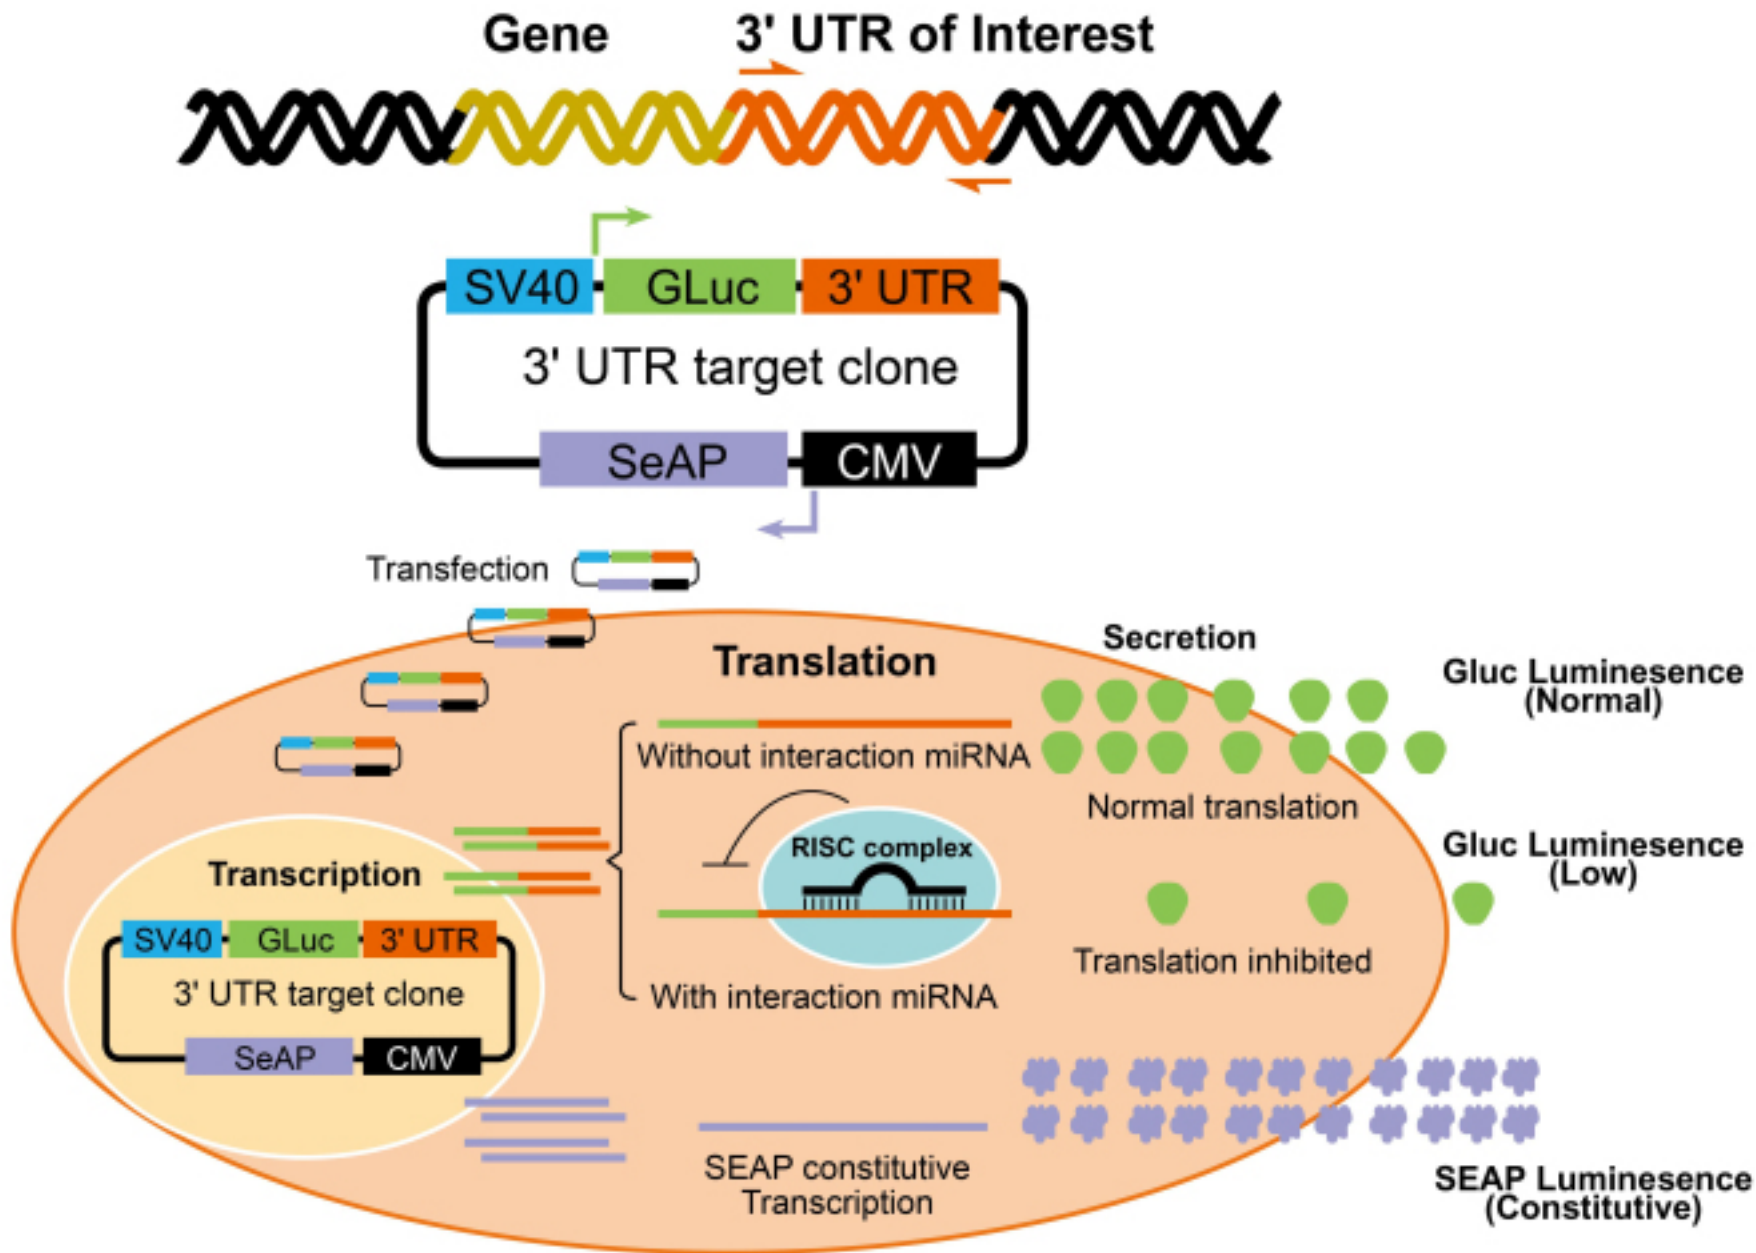 Gene
3' UTR of Interest
SV40
GLuc
3' UTR
3' UTR target clone
SeAP
CMV
Transfection
Translation
Secretion
Gluc Luminesence
(Normal)
Without interaction miRNA
Normal translation
RISC complex
Gluc Luminesence
(Low)
Transcription
SV40
GLuc
3' UTR
3' UTR target clone
SeAP
CMV
With interaction miRNA
Translation inhibited
SEAP constitutive
Transcription
SEAP Luminesence
(Constitutive)